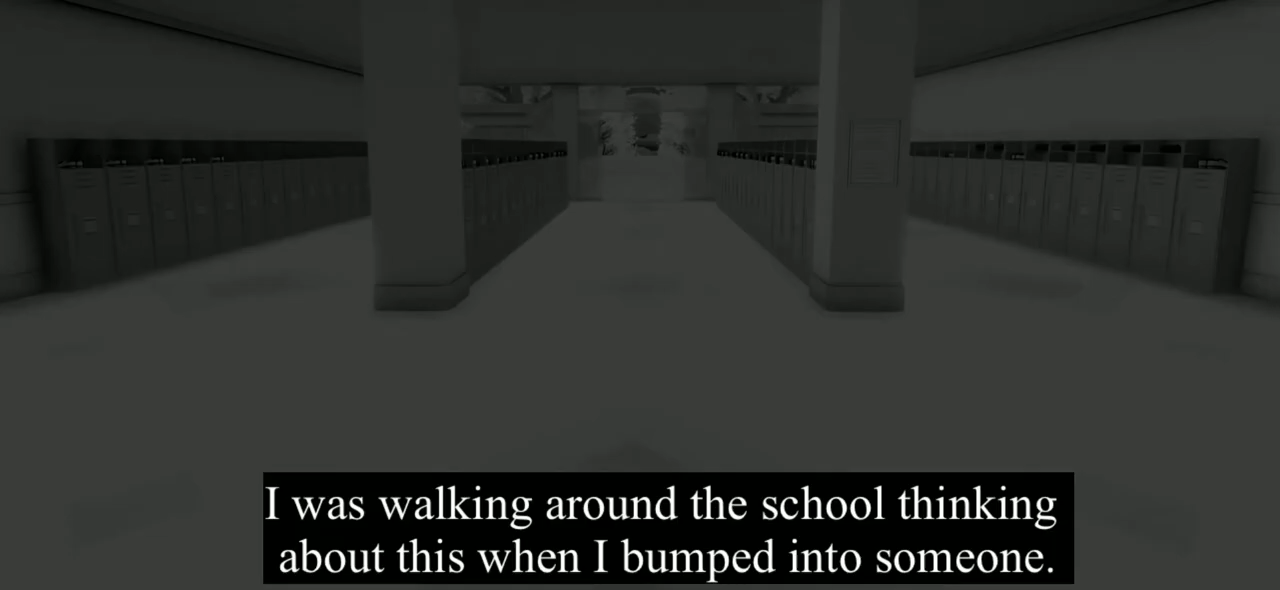 I was walking around the school thinking
about this when I bumped into someone.